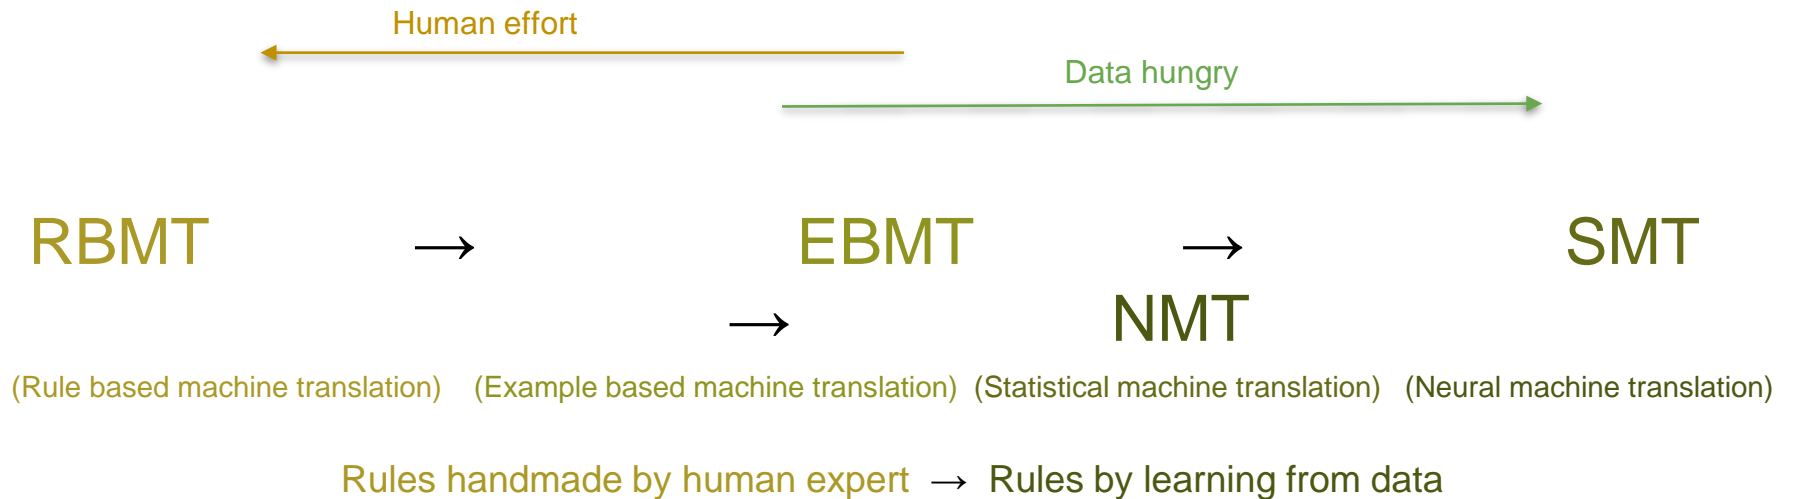 Human effort
Data hungry
RBMT → EBMT → SMT
→ NMT
(Rule based machine translation) (Example based machine translation) (Statistical machine translation) (Neural machine translation)
Rules handmade by human expert → Rules by learning from data